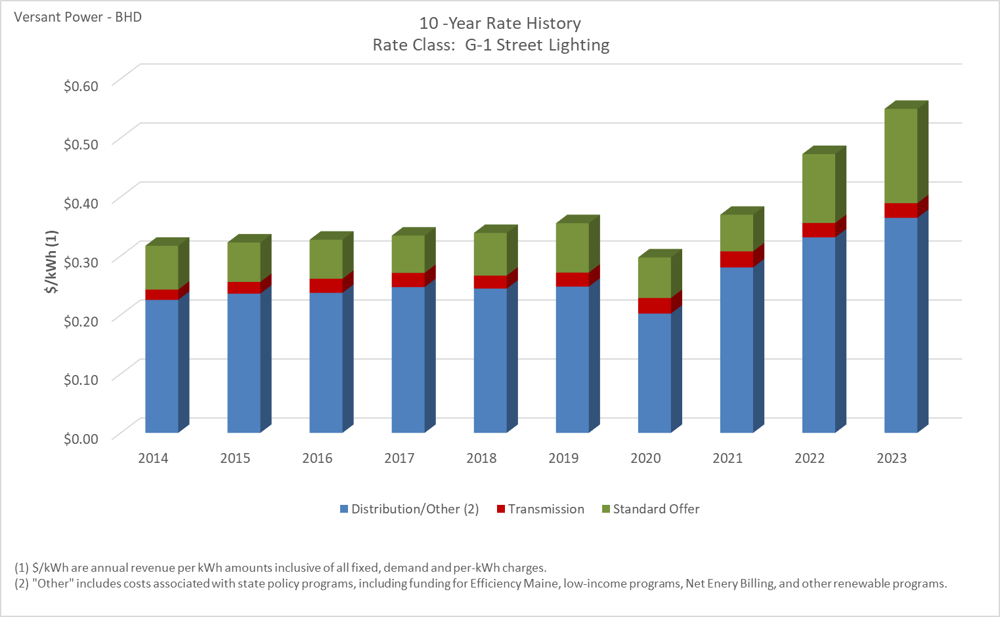 Versant Power - BHD
10 -Year Rate History
Rate Class:  G-1 Street Lighting
$/kWh (1)
$0.60
$0.50
$0.40
$0.30
$0.20
$0.10
$0.00
2014 2015 2016 2017 2018 2019 2020 2021 2022 2023
Distribution/Other (2) Transmission Standard Offer
(1) $/kWh are annual revenue per kWh amounts inclusive of all fixed, demand and per-kWh charges.
(2) "Other" includes costs associated with state policy programs, including funding for Efficiency Maine, low-income programs, Net Enery Billing, and other renewable programs.